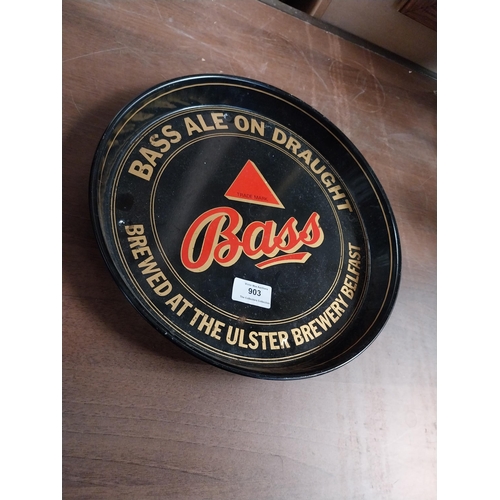 BASS ALE ON DRAUGHT
TRADE MARK
Bass
903
BREWED AT THE ULSTER BREWERY BELFAST